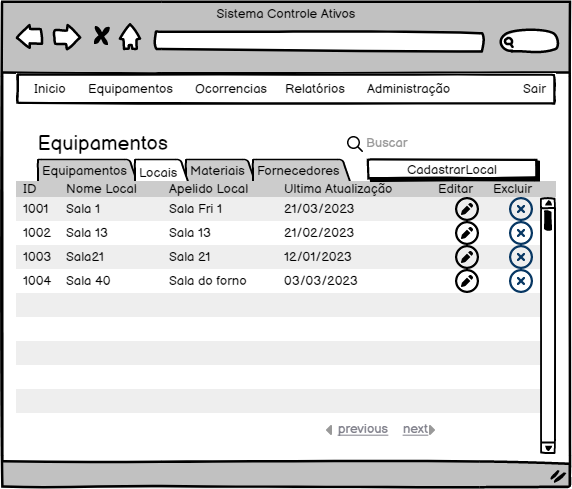 Sistema Controle Ativos
Inicio Equipamentos Ocorrencias Relatórios Administração Sair
Equipamentos Buscar
Equipamentos Locais Materiais Fornecedores CadastrarLocal
ID Nome Local Apelido Local Ultima Atualização Editar Excluir
1001 Sala 1 Sala Fri 1 21/03/2023
1002 Sala 13 Sala 13 21/02/2023
1003 Sala21 Sala 21 12/01/2023
1004 Sala 40 Sala do forno 03/03/2023
previous next